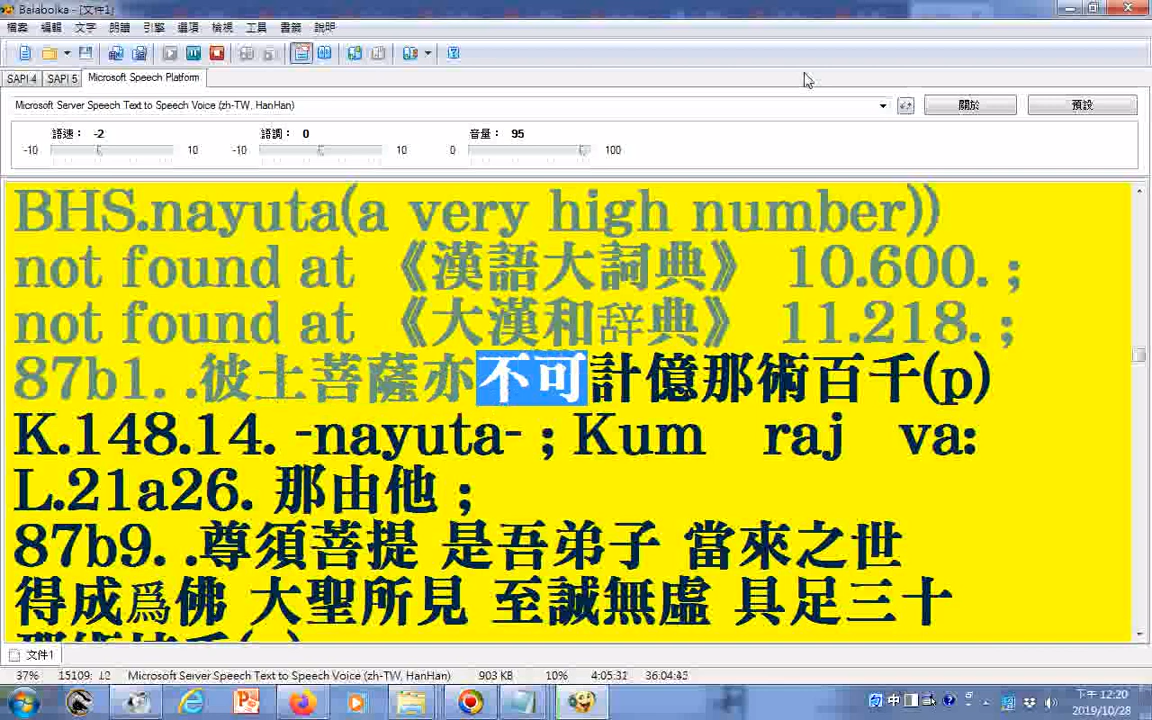 Balabolka - [文件1]
檔案 編輯 文字 朗讀 引擎 選項 檢視 工具 書籤 說明
SAPI 4 SAPI 5 Microsoft Speech Platform
Microsoft Server Speech Text to Speech Voice (zh-TW, HanHan) 關於 預設
語速： -2 語調： 0 音量： 95
-10 10 -10 10 0 100
BHS.nayuta(a very high number))
not found at 《漢語大詞典》 10.600. ;
not found at 《大漢和辞典》 11.218. ;
87b1. .彼土菩薩亦不可計億那術百千(p)
K.148.14. -nayuta- ; Kum raj va:
L.21a26. 那由他 ;
87b9. .尊須菩提 是吾弟子 當來之世
得成爲佛 大聖所見 至誠無虛 具足三十
文件1
37% 15109: 12 Microsoft Server Speech Text to Speech Voice (zh-TW, HanHan) 903 KB 10% 4:05:32 36:04:43
中 下午 12:20
2019/10/28